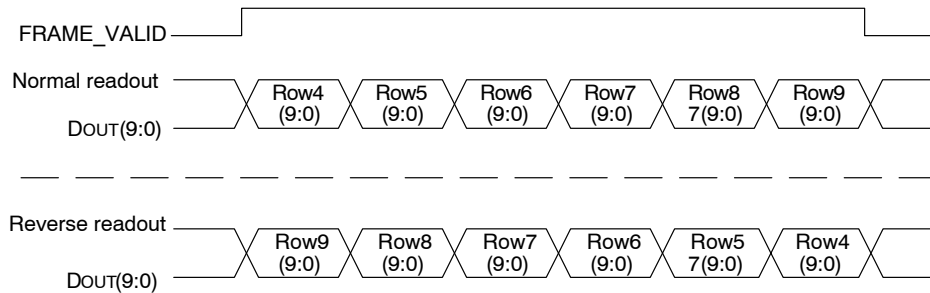 FRAME_VALID
Normal readout
Row4 Row5 Row6 Row7 Row8 Row9
(9:0) (9:0) (9:0) (9:0) 7(9:0) (9:0)
DOUT(9:0)
Reverse readout
Row9 Row8 Row7 Row6 Row5 Row4
(9:0) (9:0) (9:0) (9:0) 7(9:0) (9:0)
DOUT(9:0)